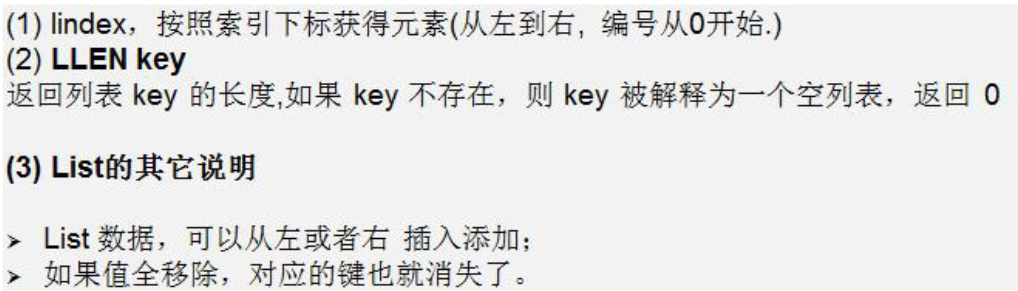 (1) lindex，按照索引下标获得元素(从左到右, 编号从0开始.)
(2) LLEN key
返回列表 key 的长度,如果 key 不存在，则 key 被解释为一个空列表，返回 0
(3) List的其它说明
➢ List 数据，可以从左或者右 插入添加；
➢ 如果值全移除，对应的键也就消失了。